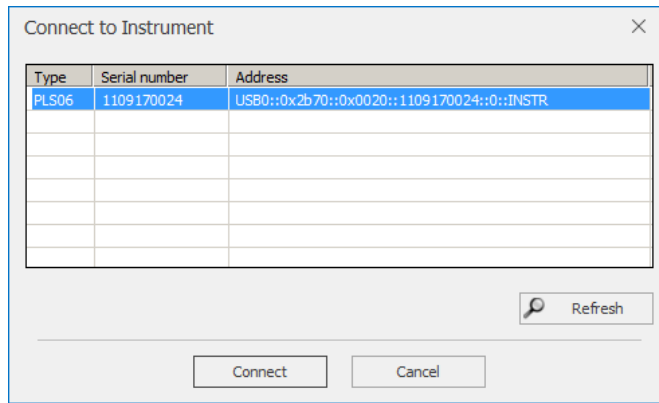 Connect to Instrument
Type Serial number Address
PLS06 1109170024 USB0::0x2b70::0x0020::1109170024::0::INSTR
Refresh
Connect Cancel